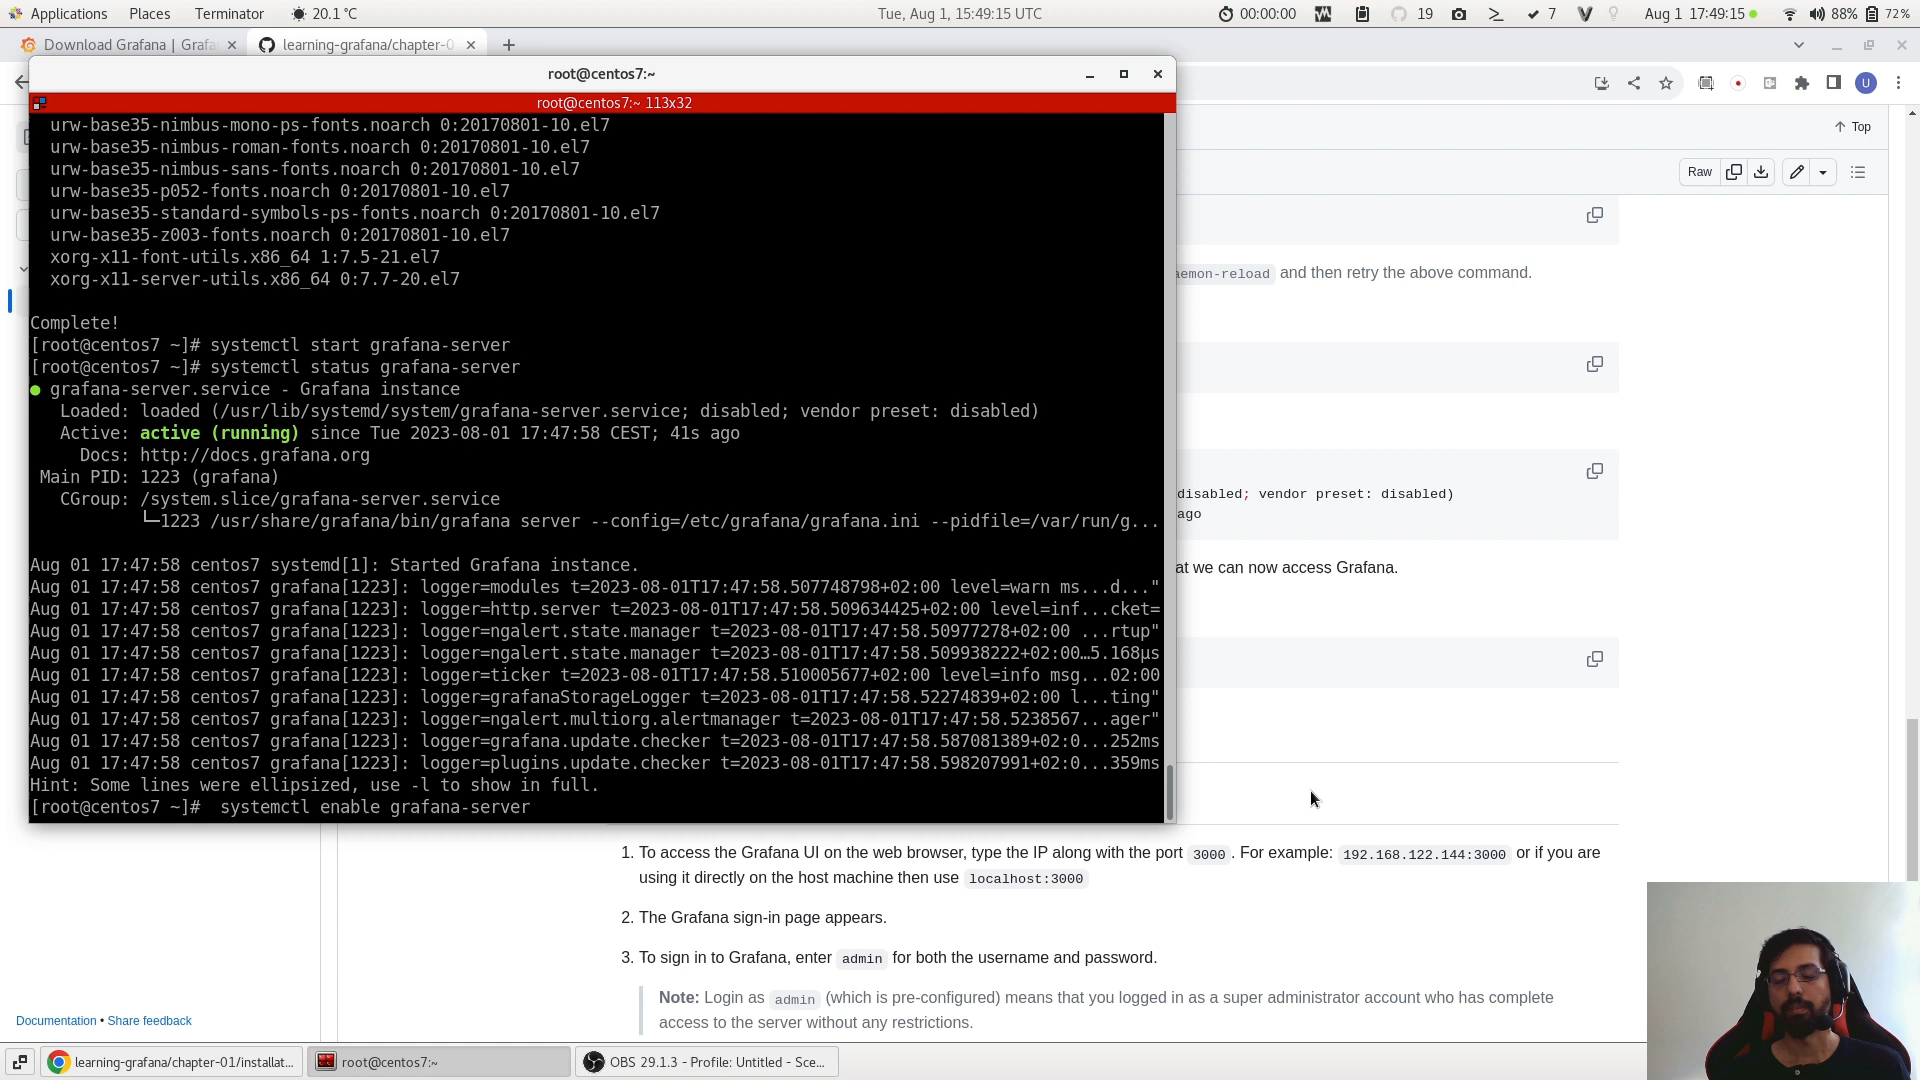 Applications Places Terminator 20.1 °C Tue, Aug 1, 15:49:15 UTC 00:00:00 19 7 Aug 1 17:49:15 88% 72%
Download Grafana | Grafa learning-grafana/chapter-0
root@centos7:~
U
root@centos7:~ 113x32
urw-base35-nimbus-mono-ps-fonts.noarch 0:20170801-10.el7
urw-base35-nimbus-roman-fonts.noarch 0:20170801-10.el7
urw-base35-nimbus-sans-fonts.noarch 0:20170801-10.el7
urw-base35-p052-fonts.noarch 0:20170801-10.el7
urw-base35-standard-symbols-ps-fonts.noarch 0:20170801-10.el7
urw-base35-z003-fonts.noarch 0:20170801-10.el7
xorg-x11-font-utils.x86_64 1:7.5-21.el7
xorg-x11-server-utils.x86_64 0:7.7-20.el7
Complete!
[root@centos7 ~]# systemctl start grafana-server
[root@centos7 ~]# systemctl status grafana-server
● grafana-server.service - Grafana instance
Loaded: loaded (/usr/lib/systemd/system/grafana-server.service; disabled; vendor preset: disabled)
Active: active (running) since Tue 2023-08-01 17:47:58 CEST; 41s ago
Docs: http://docs.grafana.org
Main PID: 1223 (grafana)
CGroup: /system.slice/grafana-server.service
└─1223 /usr/share/grafana/bin/grafana server --config=/etc/grafana/grafana.ini --pidfile=/var/run/g...
Aug 01 17:47:58 centos7 systemd[1]: Started Grafana instance.
Aug 01 17:47:58 centos7 grafana[1223]: logger=modules t=2023-08-01T17:47:58.507748798+02:00 level=warn ms...d..."
Aug 01 17:47:58 centos7 grafana[1223]: logger=http.server t=2023-08-01T17:47:58.509634425+02:00 level=inf...cket=
Aug 01 17:47:58 centos7 grafana[1223]: logger=ngalert.state.manager t=2023-08-01T17:47:58.50977278+02:00 ...rtup"
Aug 01 17:47:58 centos7 grafana[1223]: logger=ngalert.state.manager t=2023-08-01T17:47:58.509938222+02:00…5.168µs
Aug 01 17:47:58 centos7 grafana[1223]: logger=ticker t=2023-08-01T17:47:58.510005677+02:00 level=info msg...02:00
Aug 01 17:47:58 centos7 grafana[1223]: logger=grafanaStorageLogger t=2023-08-01T17:47:58.52274839+02:00 l...ting"
Aug 01 17:47:58 centos7 grafana[1223]: logger=ngalert.multiorg.alertmanager t=2023-08-01T17:47:58.5238567...ager"
Aug 01 17:47:58 centos7 grafana[1223]: logger=grafana.update.checker t=2023-08-01T17:47:58.587081389+02:0...252ms
Aug 01 17:47:58 centos7 grafana[1223]: logger=plugins.update.checker t=2023-08-01T17:47:58.598207991+02:0...359ms
Hint: Some lines were ellipsized, use -l to show in full.
[root@centos7 ~]#  systemctl enable grafana-server
Top
Raw
aemon-reload and then retry the above command.
disabled; vendor preset: disabled)
ago
at we can now access Grafana.
1. To access the Grafana UI on the web browser, type the IP along with the port 3000 . For example: 192.168.122.144:3000 or if you are
using it directly on the host machine then use localhost:3000
2. The Grafana sign-in page appears.
3. To sign in to Grafana, enter admin for both the username and password.
Note: Login as admin (which is pre-configured) means that you logged in as a super administrator account who has complete
access to the server without any restrictions.
Documentation • Share feedback
learning-grafana/chapter-01/installat... root@centos7:~ OBS 29.1.3 - Profile: Untitled - Sce...